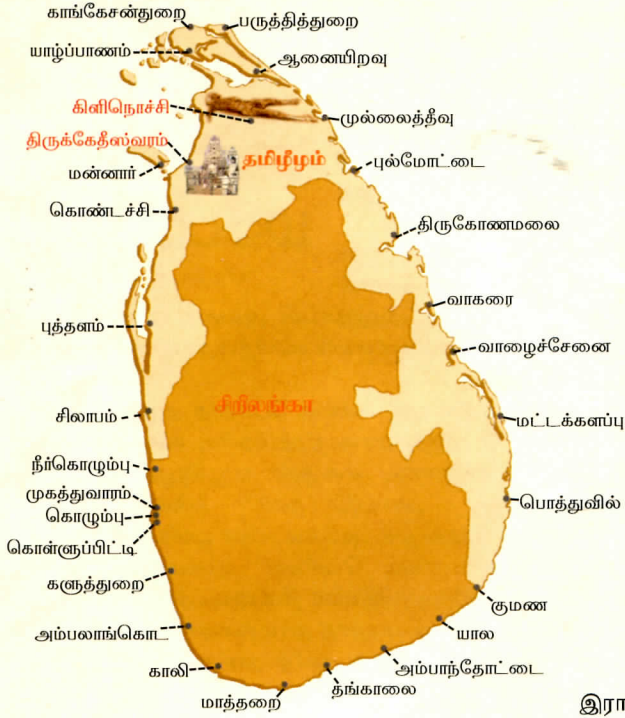 காங்கேசன்துறை
பருத்தித்துறை
யாழ்ப்பாணம்
ஆனையிறவு
கிளிநொச்சி
முல்லைத்தீவு
திருக்கேதீஸ்வரம்
தமிழீழம்
புல்மோட்டை
மன்னார்
கொண்டச்சி
திருகோணமலை
வாகரை
புத்தளம்
வாழைச்சேனை
சிறீலங்கா
சிலாபம்
மட்டக்களப்பு
நீர்கொழும்பு
முகத்துவாரம்
பொத்துவில்
கொழும்பு
கொள்ளுப்பிட்டி
களுத்துறை
குமண
யால
அம்பலாங்கொட
அம்பாந்தோட்டை
காலி
தங்காலை
மாத்தறை
இரா